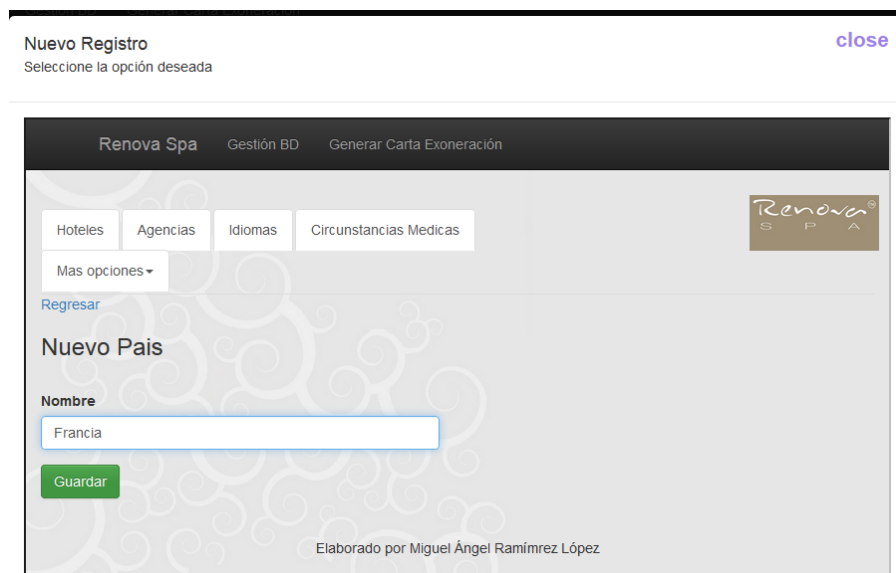 Nuevo Registro
close
Seleccione la opción deseada
Renova Spa Gestión BD Generar Carta Exoneración
Renova®
SPA
Hoteles Agencias Idiomas Circunstancias Medicas
Mas opciones
Regresar
Nuevo Pais
Nombre
Francia
Guardar
Elaborado por Miguel Ángel Ramímrez López